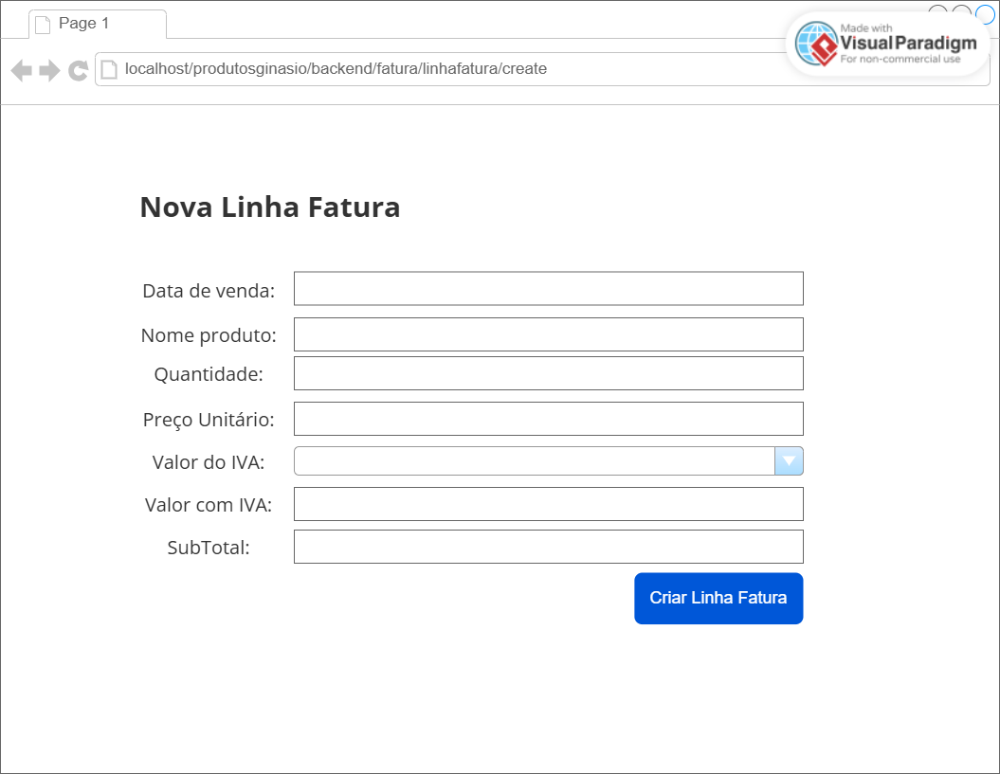 Page 1
Made with
Visual Paradigm
For non-commercial use
localhost/produtosginasio/backend/fatura/linhafatura/create
Nova Linha Fatura
Data de venda:
Nome produto:
Quantidade:
Preço Unitário:
Valor do IVA:
Valor com IVA:
SubTotal:
Criar Linha Fatura